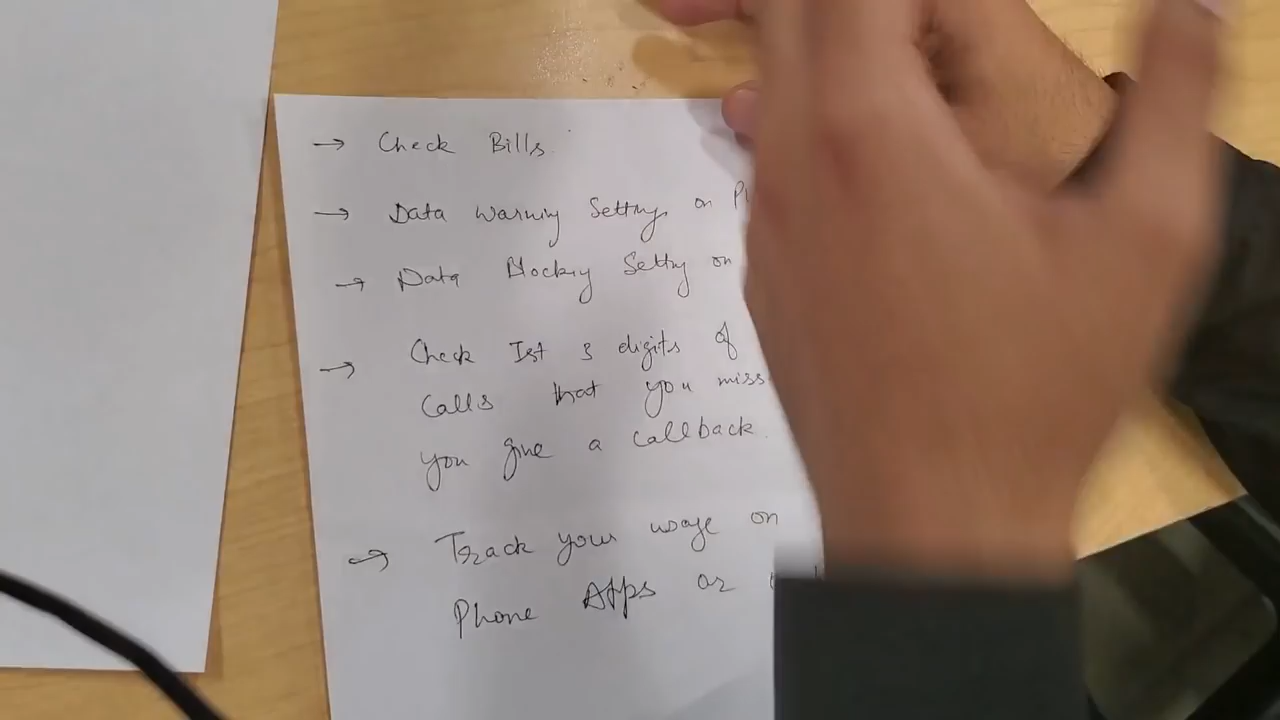 → Check Bills
→ Data Warning Setting on
→ Data Blocking Setting on
→ Check Ist 3 digits of
calls that you miss
you give a callback.
→ Track your usage on
Phone Apps or